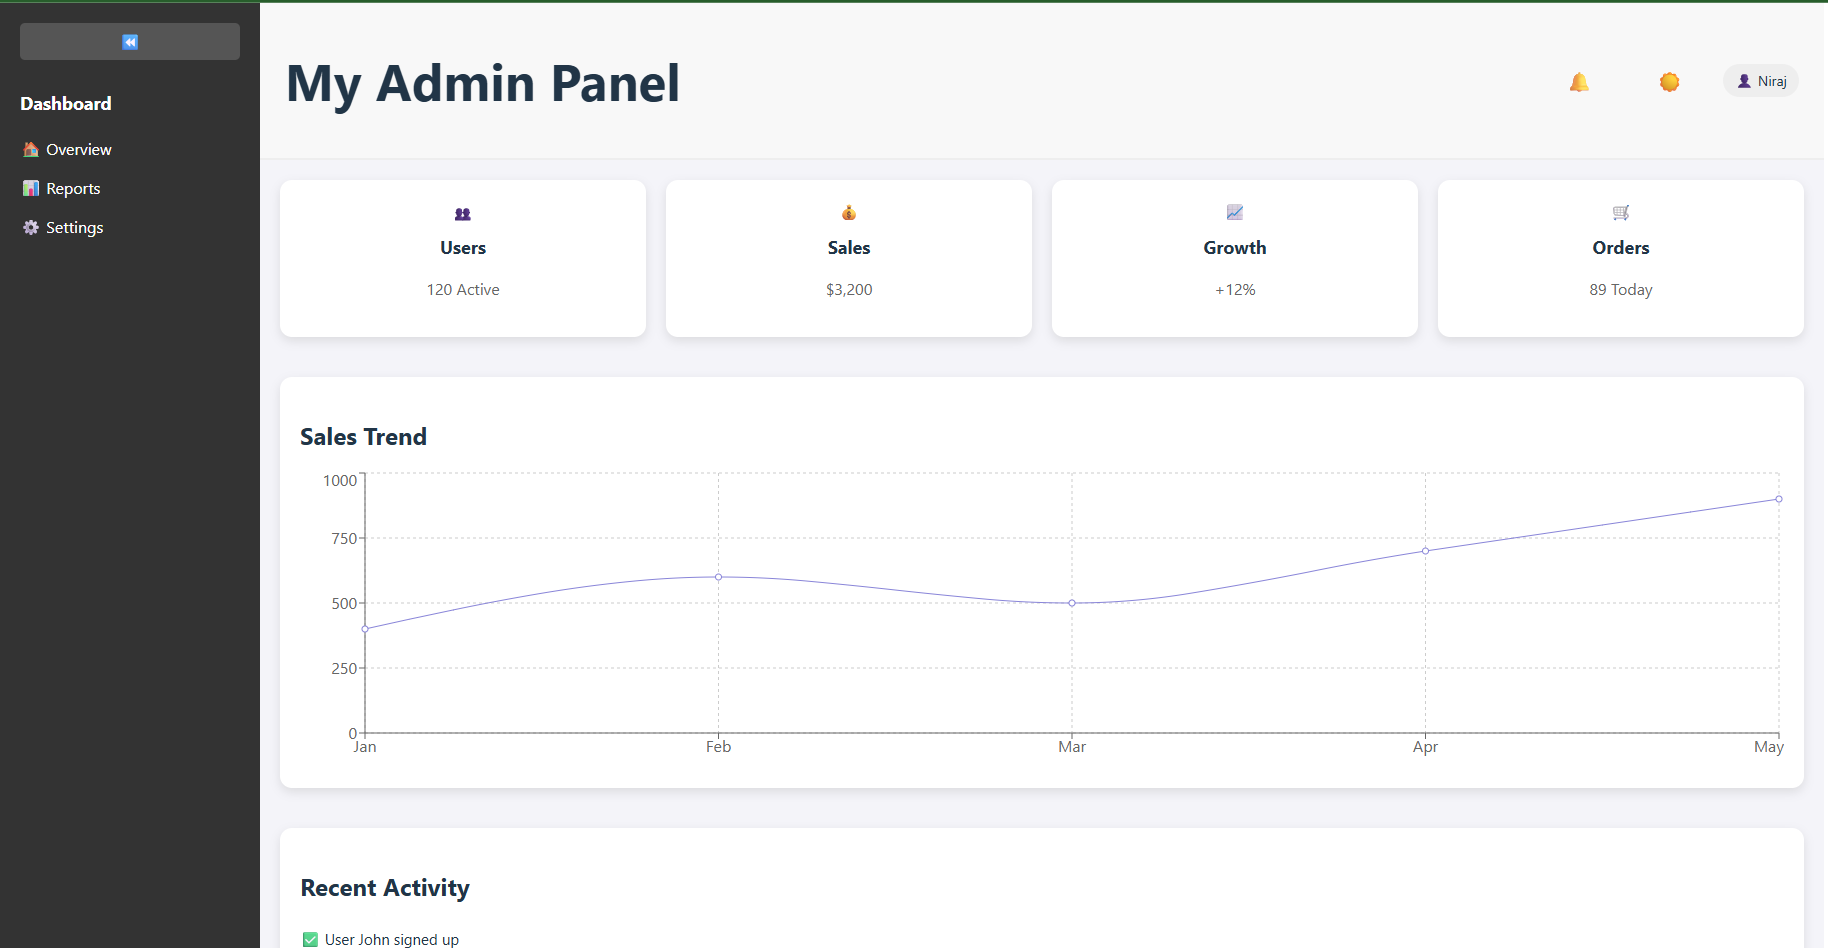 Dashboard
Overview
Reports
Settings
My Admin Panel
Niraj
Users
120 Active
Sales
$3,200
Growth
+12%
Orders
89 Today
Sales Trend
1000
750
500
250
0
Jan Feb Mar Apr May
Recent Activity
User John signed up